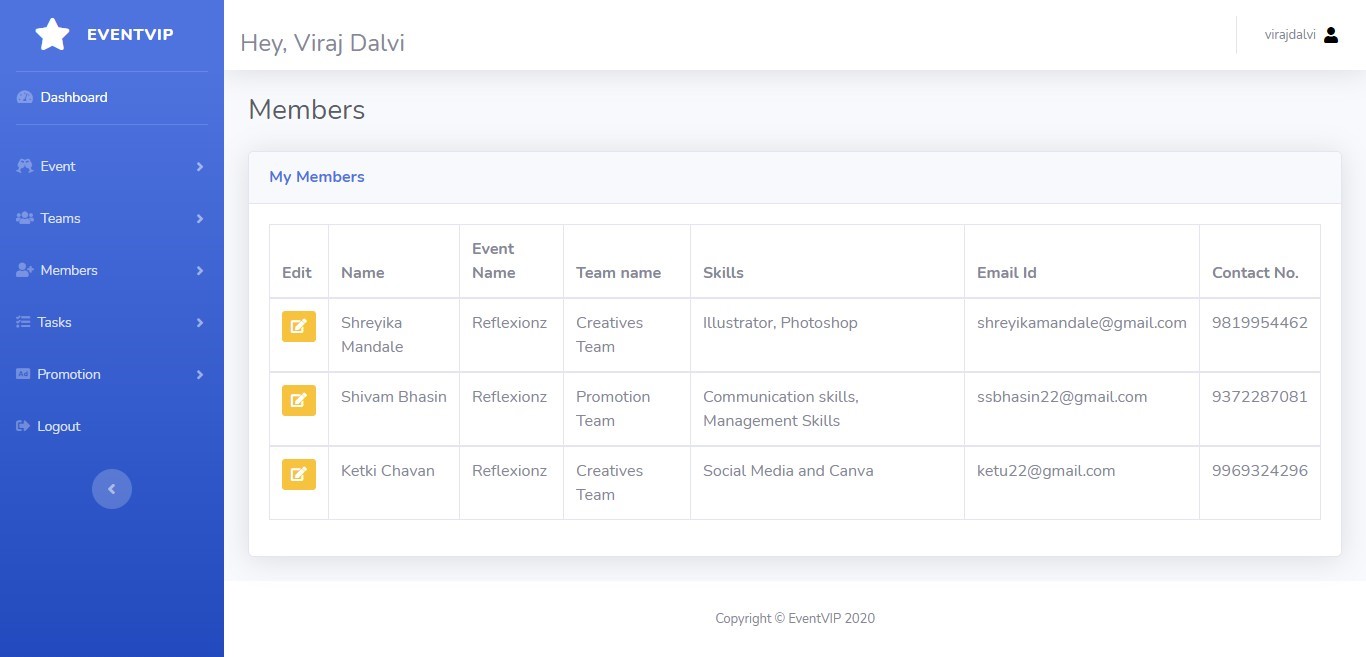 EVENTVIP
Hey, Viraj Dalvi
virajdalvi
Dashboard
Event
Teams
Members
Tasks
Promotion
Logout
Members
My Members
Edit Name Event Name Team name Skills Email Id Contact No.
Shreyika Mandale Reflexionz Creatives Team Illustrator, Photoshop shreyikamandale@gmail.com 9819954462
Shivam Bhasin Reflexionz Promotion Team Communication skills, Management Skills ssbhasin22@gmail.com 9372287081
Ketki Chavan Reflexionz Creatives Team Social Media and Canva ketu22@gmail.com 9969324296
Copyright © EventVIP 2020